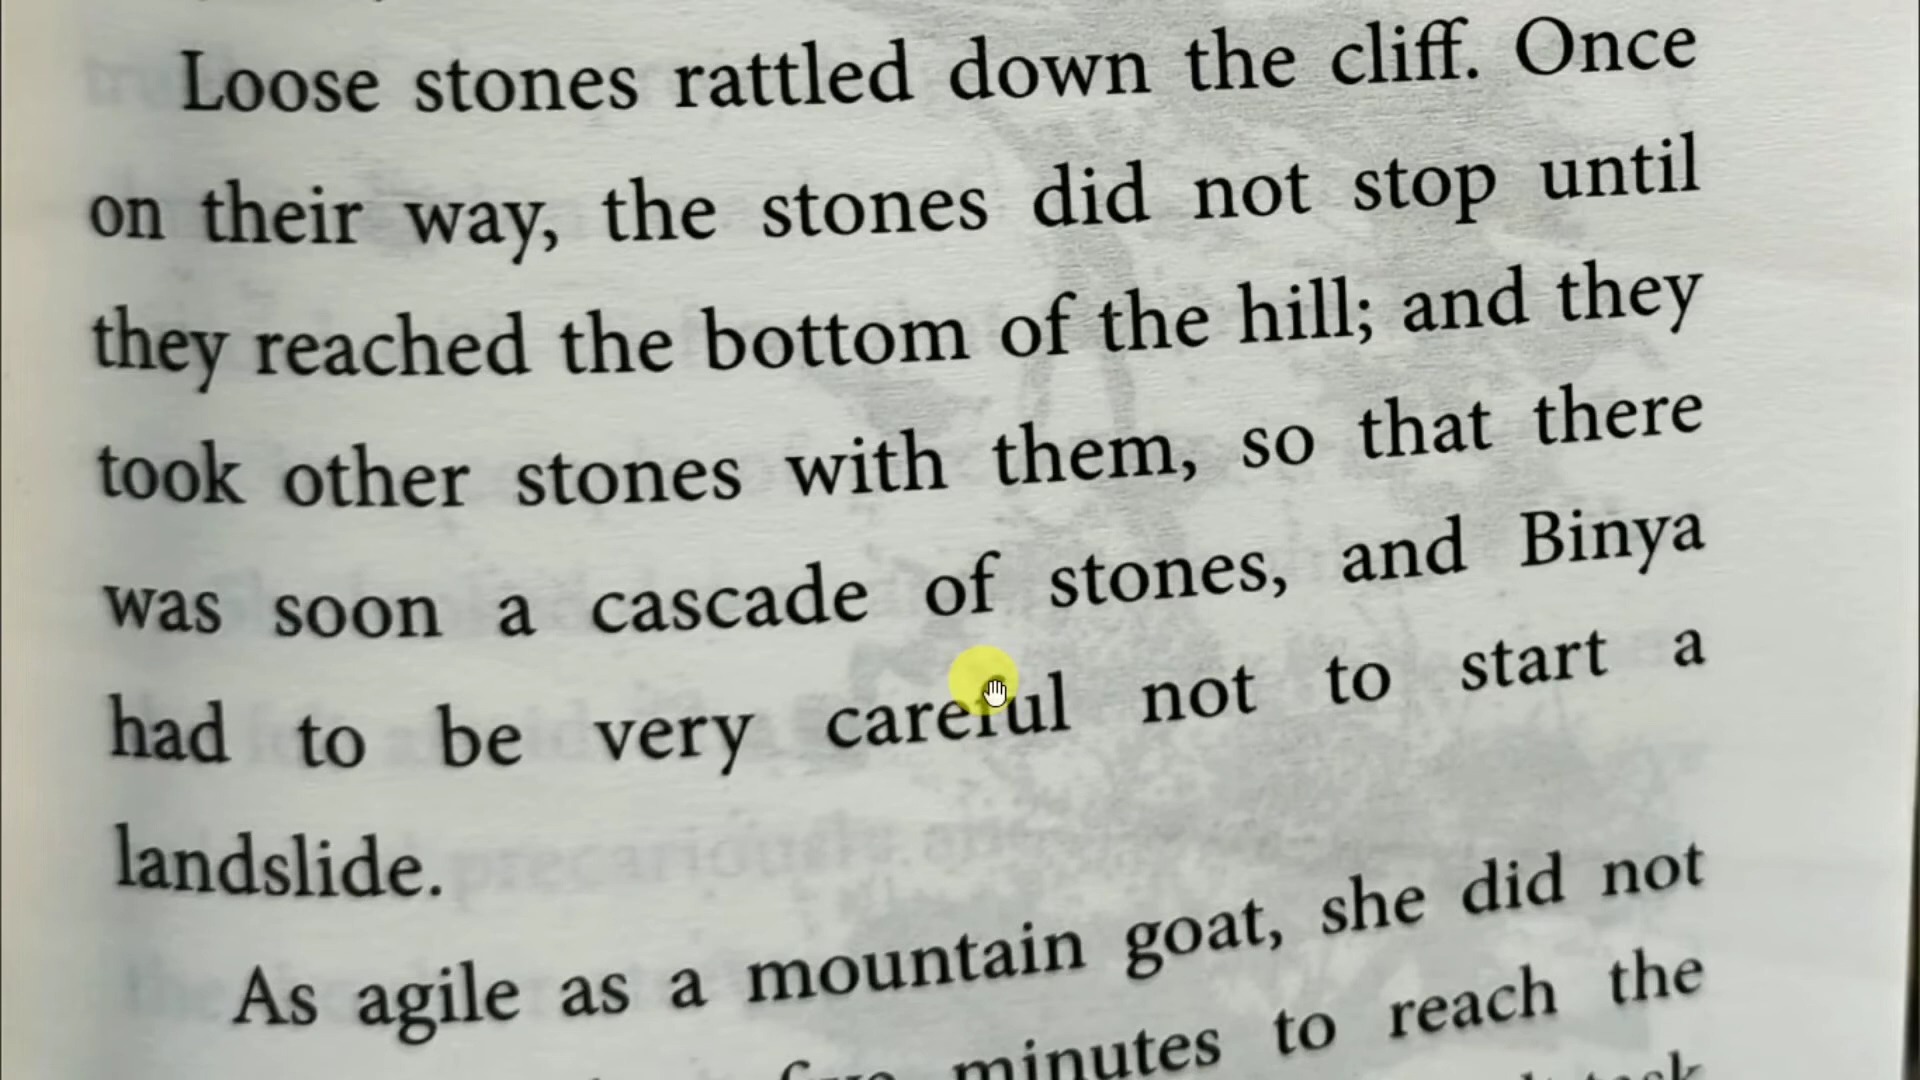 Loose stones rattled down the cliff. Once
on their way, the stones did not stop until
they reached the bottom of the hill; and they
took other stones with them, so that there
was soon a cascade of stones, and Binya
had to be very careful not to start a
landslide.
As agile as a mountain goat, she did not
minutes to reach the